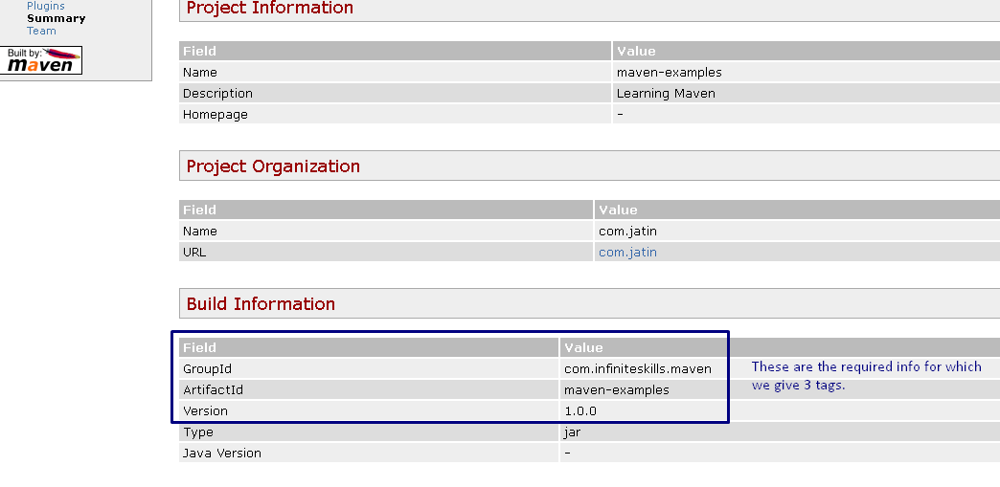 Plugins
Summary
Team
Built by:
maven
Project Information
Field Value
Name maven-examples
Description Learning Maven
Homepage -
Project Organization
Field Value
Name com.jatin
URL com.jatin
Build Information
Field Value
GroupId com.infiniteskills.maven
ArtifactId maven-examples
Version 1.0.0
Type jar
Java Version -
These are the required info for which
we give 3 tags.